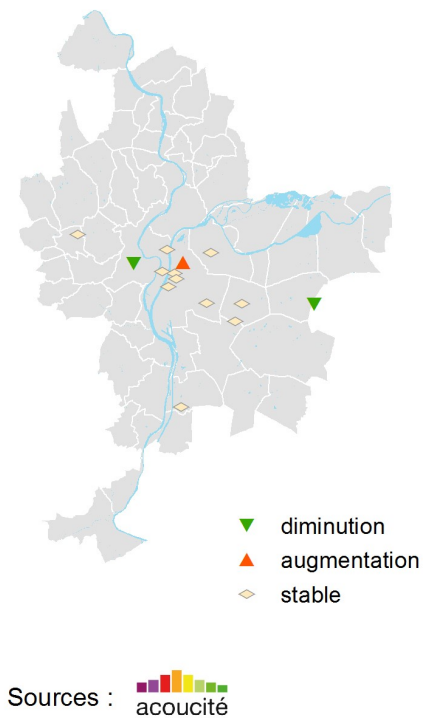 diminution
augmentation
stable
Sources :
acoucité